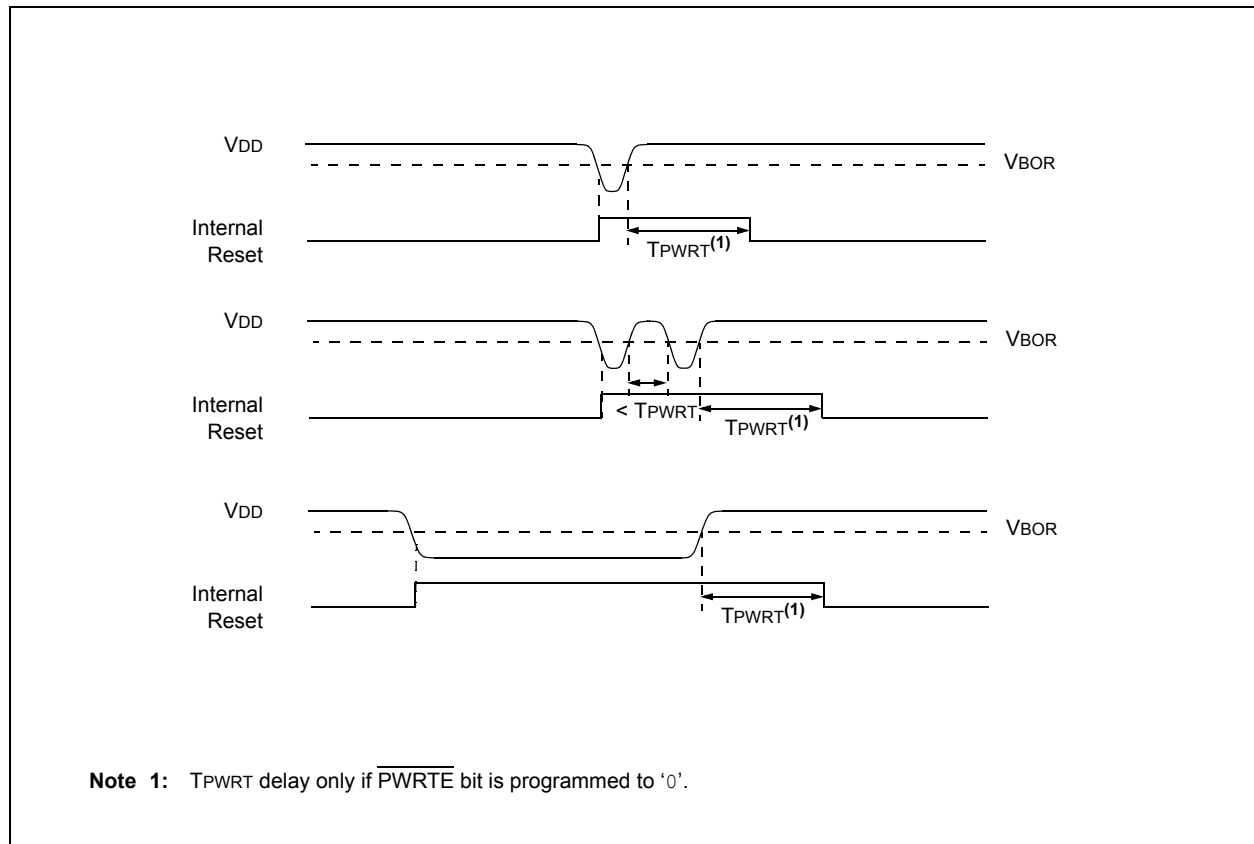 VDD
VBOR
Internal
Reset
TPWRT(1)
VDD
VBOR
Internal
Reset
< TPWRT
TPWRT(1)
VDD
VBOR
Internal
Reset
TPWRT(1)
Note 1: TPWRT delay only if PWRTE bit is programmed to ‘0’.